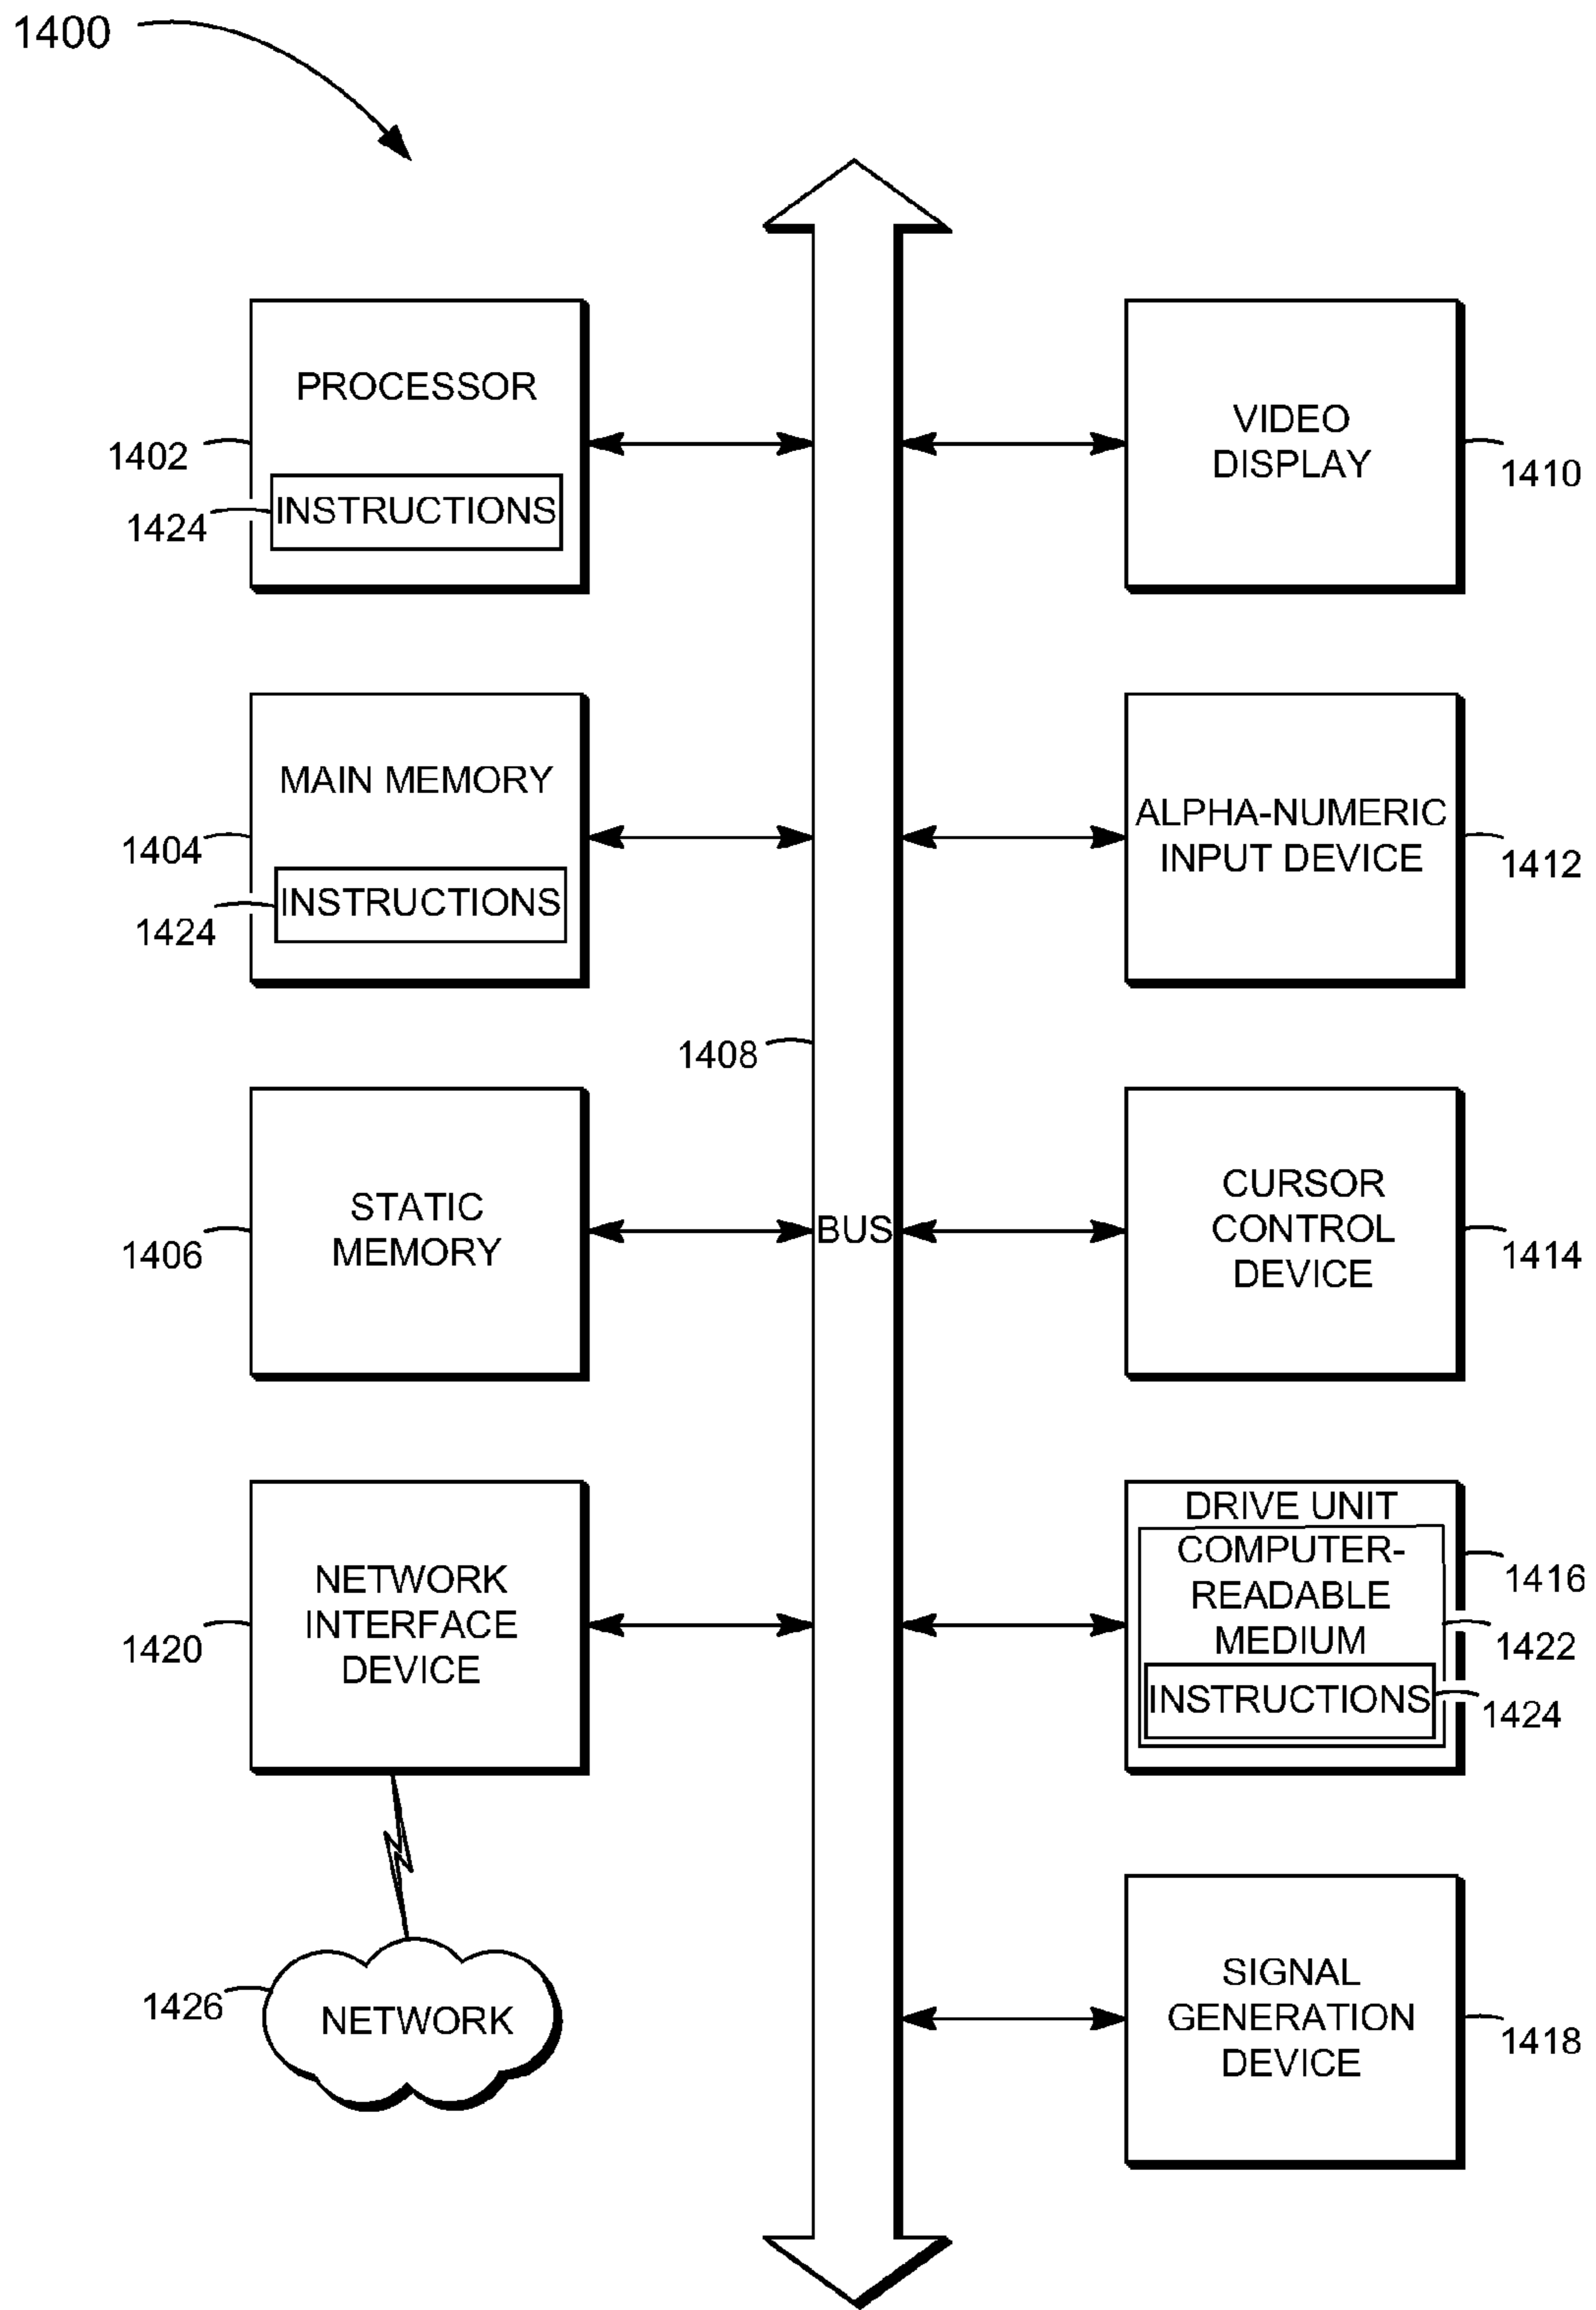 1400
PROCESSOR
1402
INSTRUCTIONS
1424
VIDEO
DISPLAY
1410
MAIN MEMORY
1404
INSTRUCTIONS
1424
ALPHA-NUMERIC
INPUT DEVICE
1412
1408
BUS
STATIC
MEMORY
1406
CURSOR
CONTROL
DEVICE
1414
NETWORK
INTERFACE
DEVICE
1420
DRIVE UNIT
1416
COMPUTER-
READABLE
MEDIUM
1422
INSTRUCTIONS
1424
NETWORK
1426
SIGNAL
GENERATION
DEVICE
1418